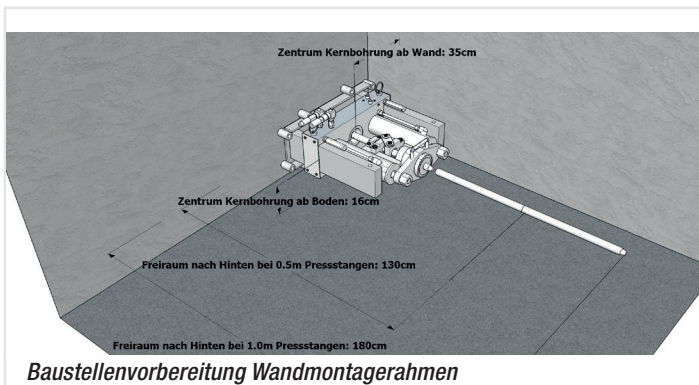 Zentrum Kernbohrung ab Wand: 35cm
Zentrum Kernbohrung ab Boden: 16cm
Freiraum nach Hinten bei 0.5m Pressstangen: 130cm
Freiraum nach Hinten bei 1.0m Pressstangen: 180cm
Baustellenvorbereitung Wandmontagerahmen